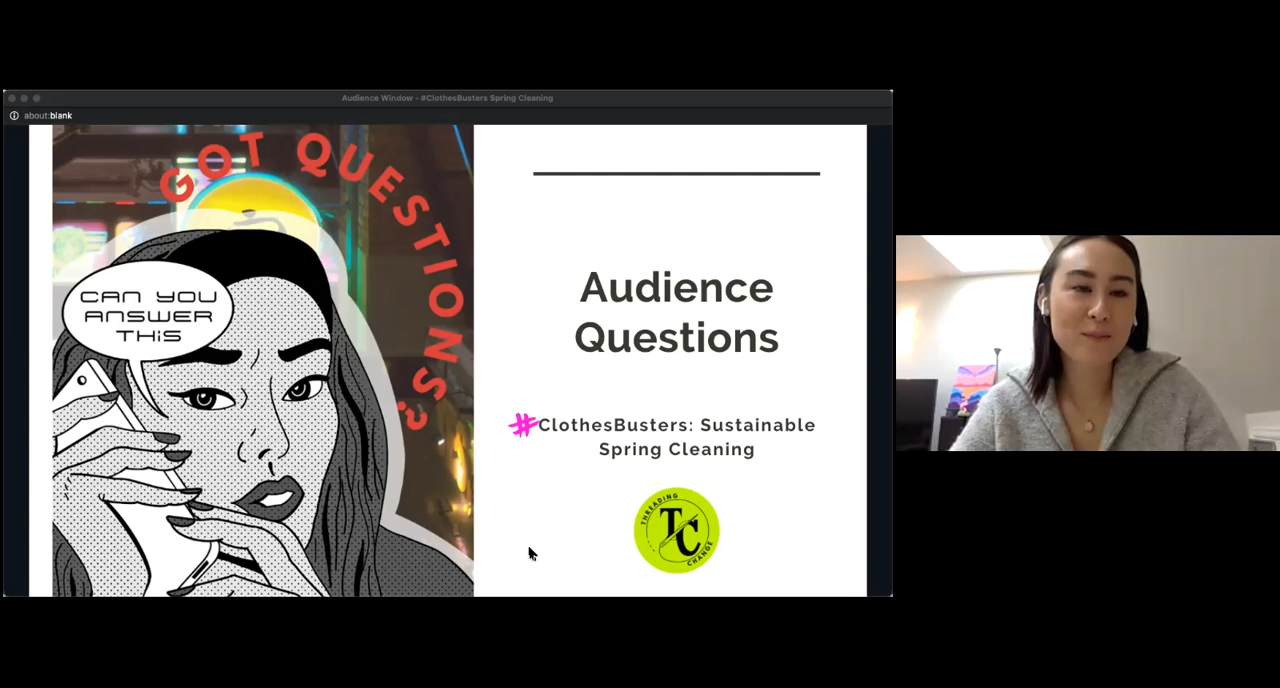 Audience Window - #ClothesBusters Spring Cleaning
about:blank
GOT QUESTIONS?
CAN YOU
ANSWER
THIS
Audience
Questions
#ClothesBusters: Sustainable
Spring Cleaning
THREADING
TC
CHANGE